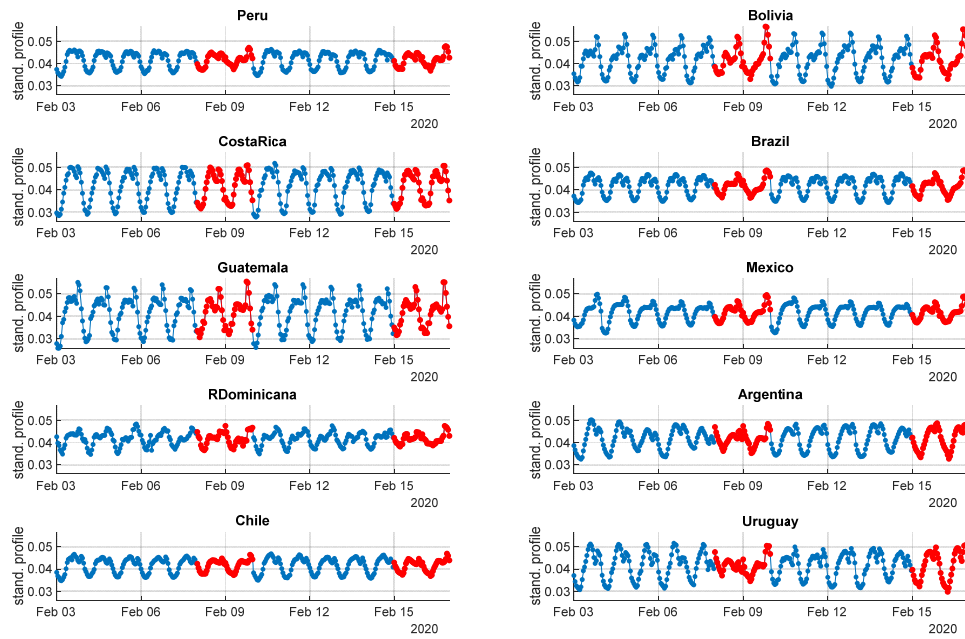 Peru
stand. profile
0.05
0.04
0.03
Feb 03
Feb 06
Feb 09
Feb 12
Feb 15
2020
Bolivia
stand. profile
0.05
0.04
0.03
Feb 03
Feb 06
Feb 09
Feb 12
Feb 15
2020
CostaRica
stand. profile
0.05
0.04
0.03
Feb 03
Feb 06
Feb 09
Feb 12
Feb 15
2020
Brazil
stand. profile
0.05
0.04
0.03
Feb 03
Feb 06
Feb 09
Feb 12
Feb 15
2020
Guatemala
stand. profile
0.05
0.04
0.03
Feb 03
Feb 06
Feb 09
Feb 12
Feb 15
2020
Mexico
stand. profile
0.05
0.04
0.03
Feb 03
Feb 06
Feb 09
Feb 12
Feb 15
2020
RDominicana
stand. profile
0.05
0.04
0.03
Feb 03
Feb 06
Feb 09
Feb 12
Feb 15
2020
Argentina
stand. profile
0.05
0.04
0.03
Feb 03
Feb 06
Feb 09
Feb 12
Feb 15
2020
Chile
stand. profile
0.05
0.04
0.03
Feb 03
Feb 06
Feb 09
Feb 12
Feb 15
2020
Uruguay
stand. profile
0.05
0.04
0.03
Feb 03
Feb 06
Feb 09
Feb 12
Feb 15
2020